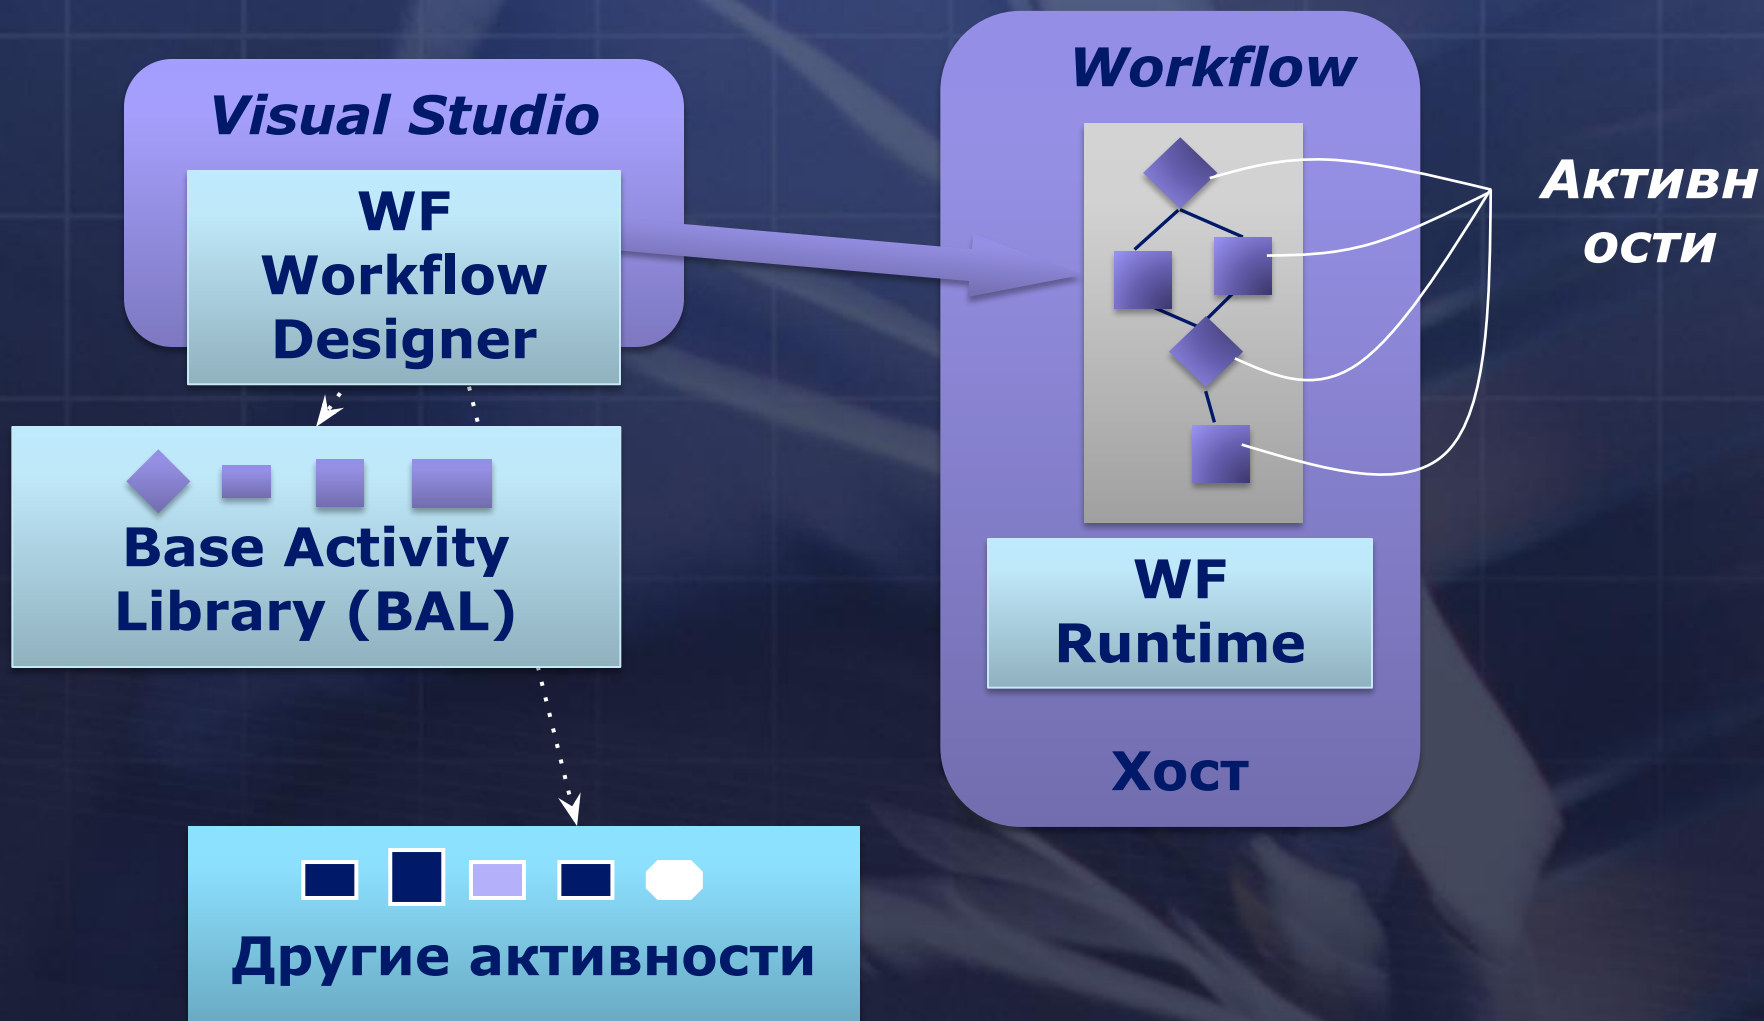 Visual Studio
WF
Workflow
Designer
Base Activity
Library (BAL)
Другие активности
Workflow
WF
Runtime
Хост
Активн
ости